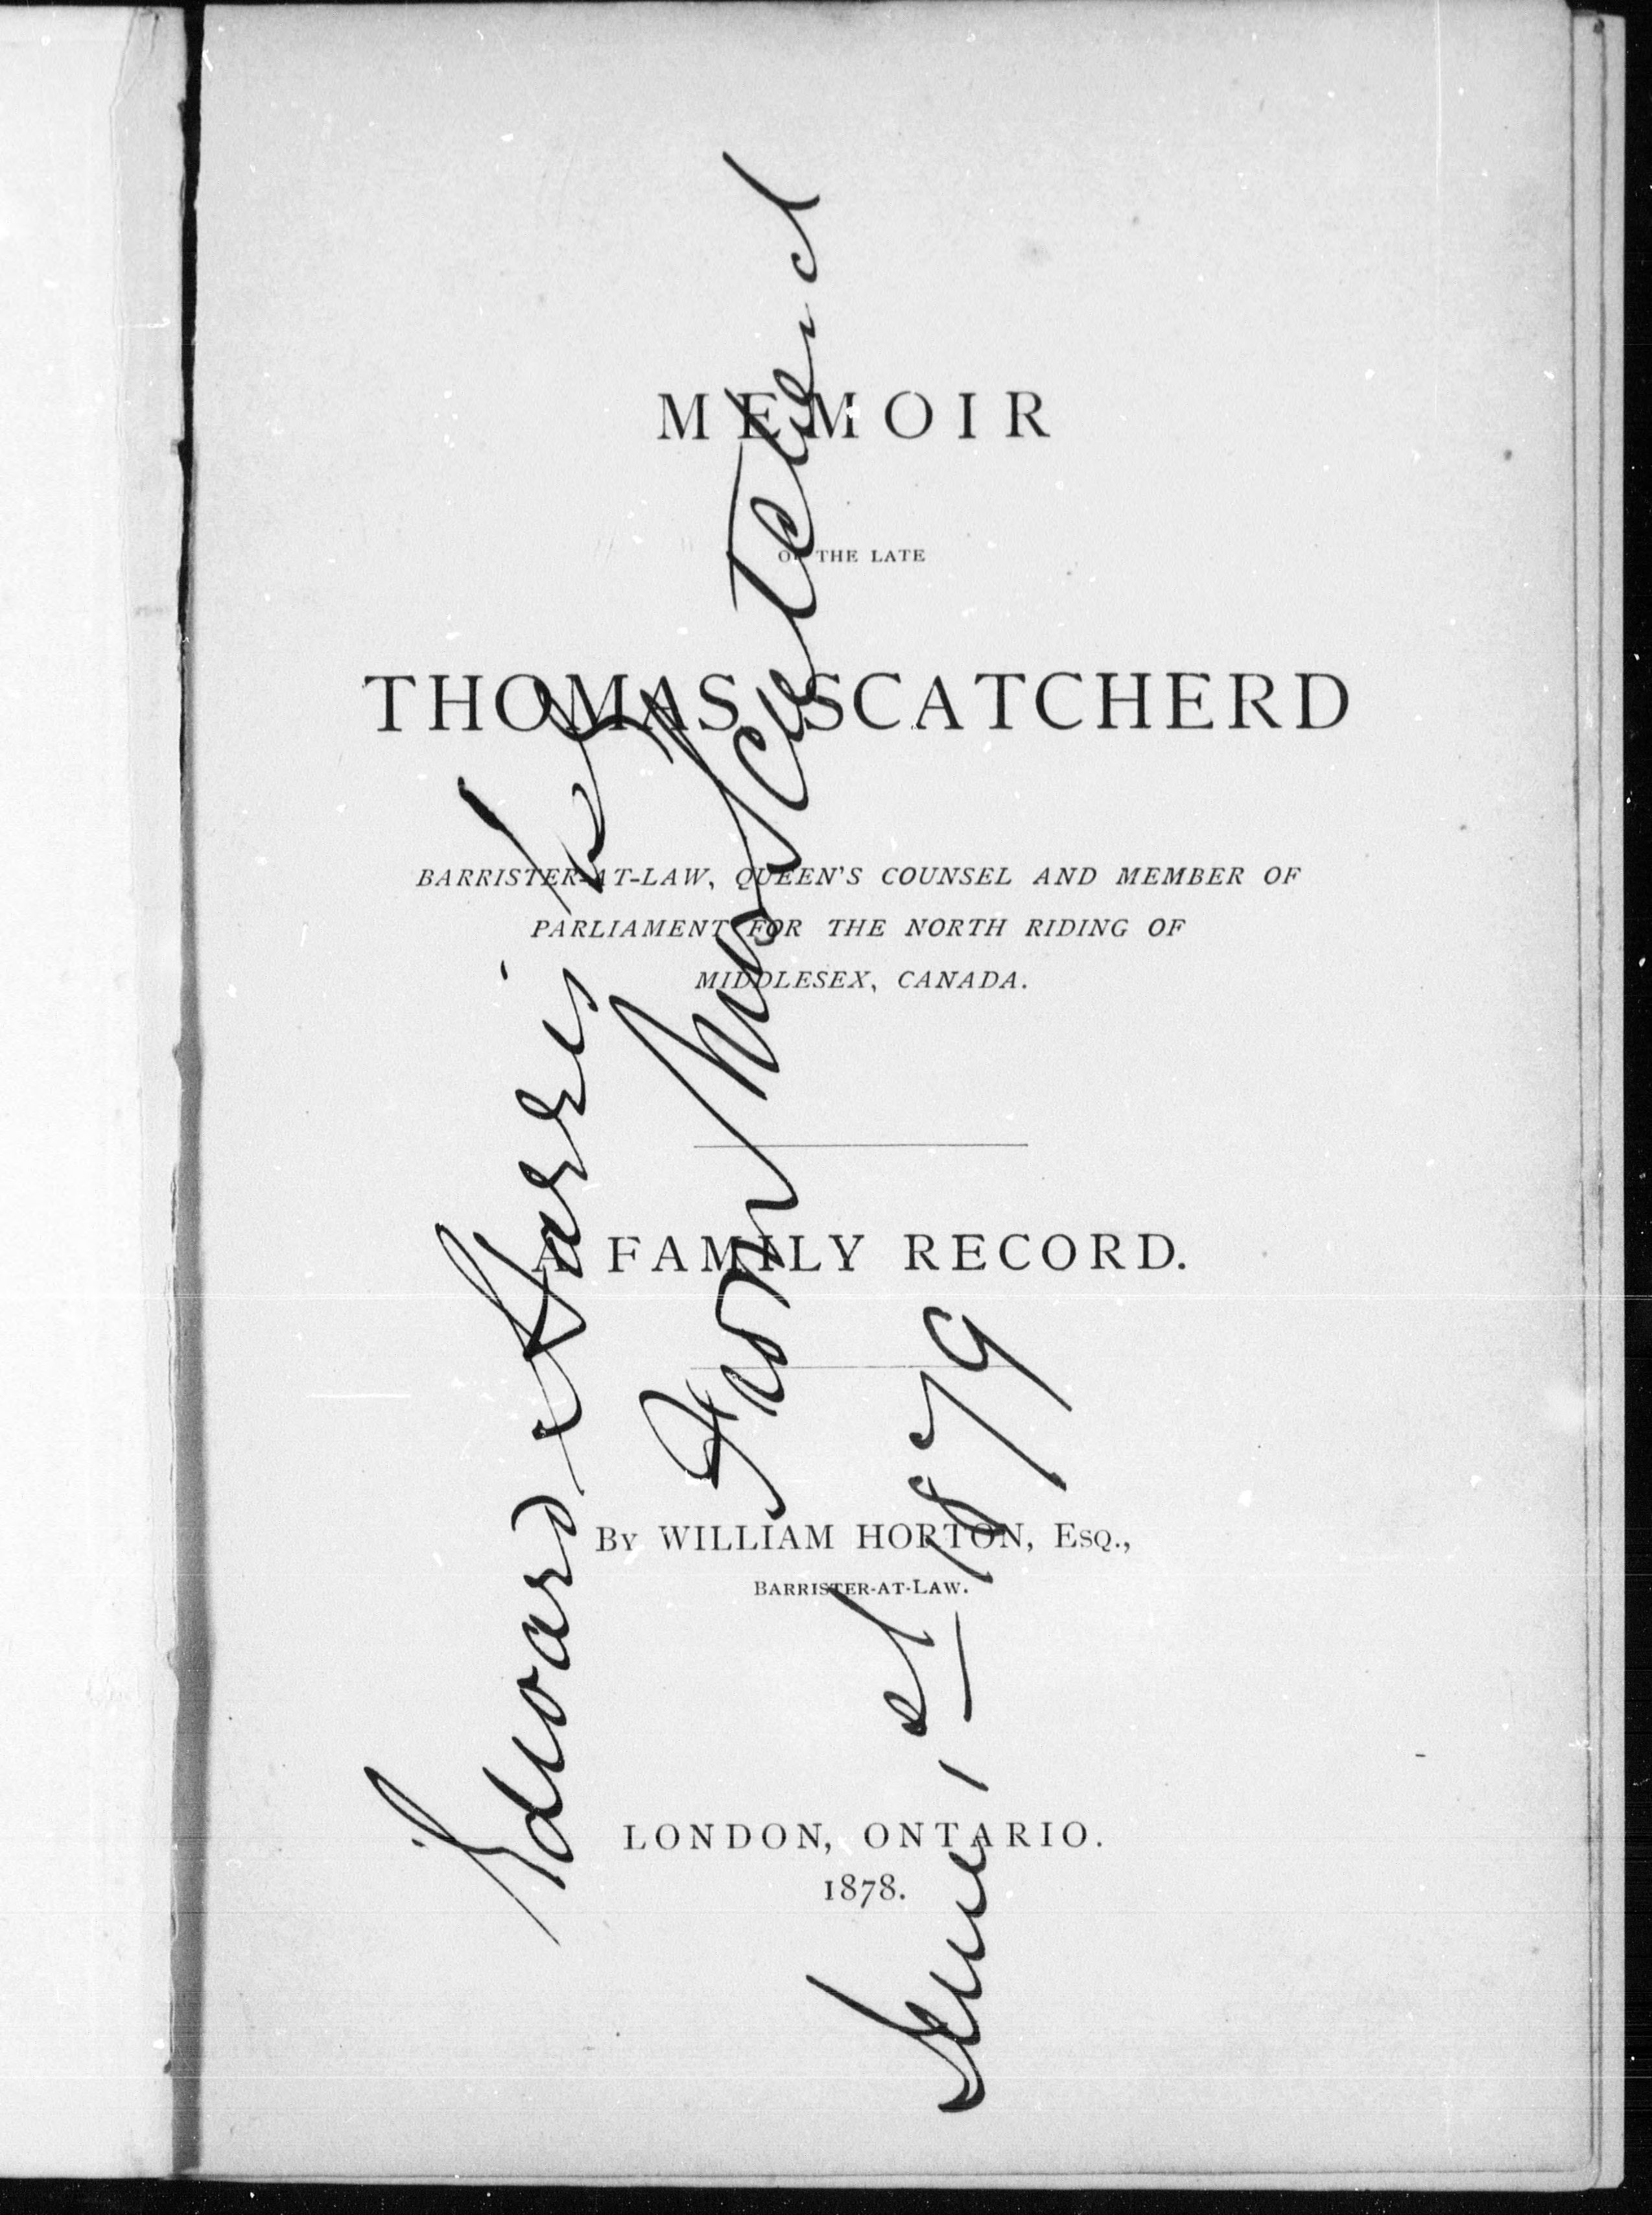 MEMOIR
OF THE LATE
THOMAS SCATCHERD
BARRISTER-AT-LAW, QUEEN'S COUNSEL AND MEMBER OF
PARLIAMENT FOR THE NORTH RIDING OF
MIDDLESEX, CANADA.
A FAMILY RECORD.
BY WILLIAM HORTON, ESQ.,
BARRISTER-AT-LAW.
LONDON, ONTARIO.
1878.
Edward Harris
From Mrs Scatcherd
June 1st 1879